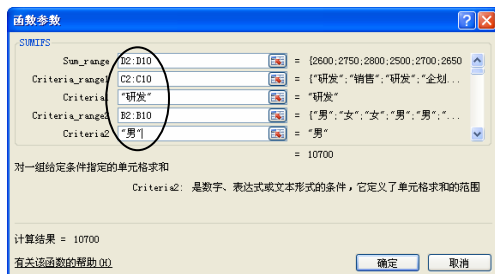 函数参数
SUMIFS
Sum_range D2:D10 = {2600;2750;2800;2500;2700;2650
Criteria_range1 C2:C10 = {"研发";"销售";"研发";"企划...
Criteria1 "研发" = "研发"
Criteria_range2 B2:B10 = {"男";"女";"女";"男";"男";"...
Criteria2 "男" = "男"
= 10700
对一组给定条件指定的单元格求和
Criteria2: 是数字、表达式或文本形式的条件，它定义了单元格求和的范围
计算结果 = 10700
有关该函数的帮助(H) 确定 取消